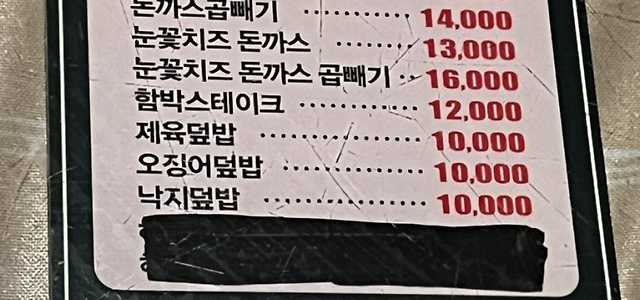 돈까스곱빼기 ············ 14,000
눈꽃치즈 돈까스 ········ 13,000
눈꽃치즈 돈까스 곱빼기 ·· 16,000
함박스테이크 ············ 12,000
제육덮밥 ················ 10,000
오징어덮밥 ·············· 10,000
낙지덮밥 ················ 10,000